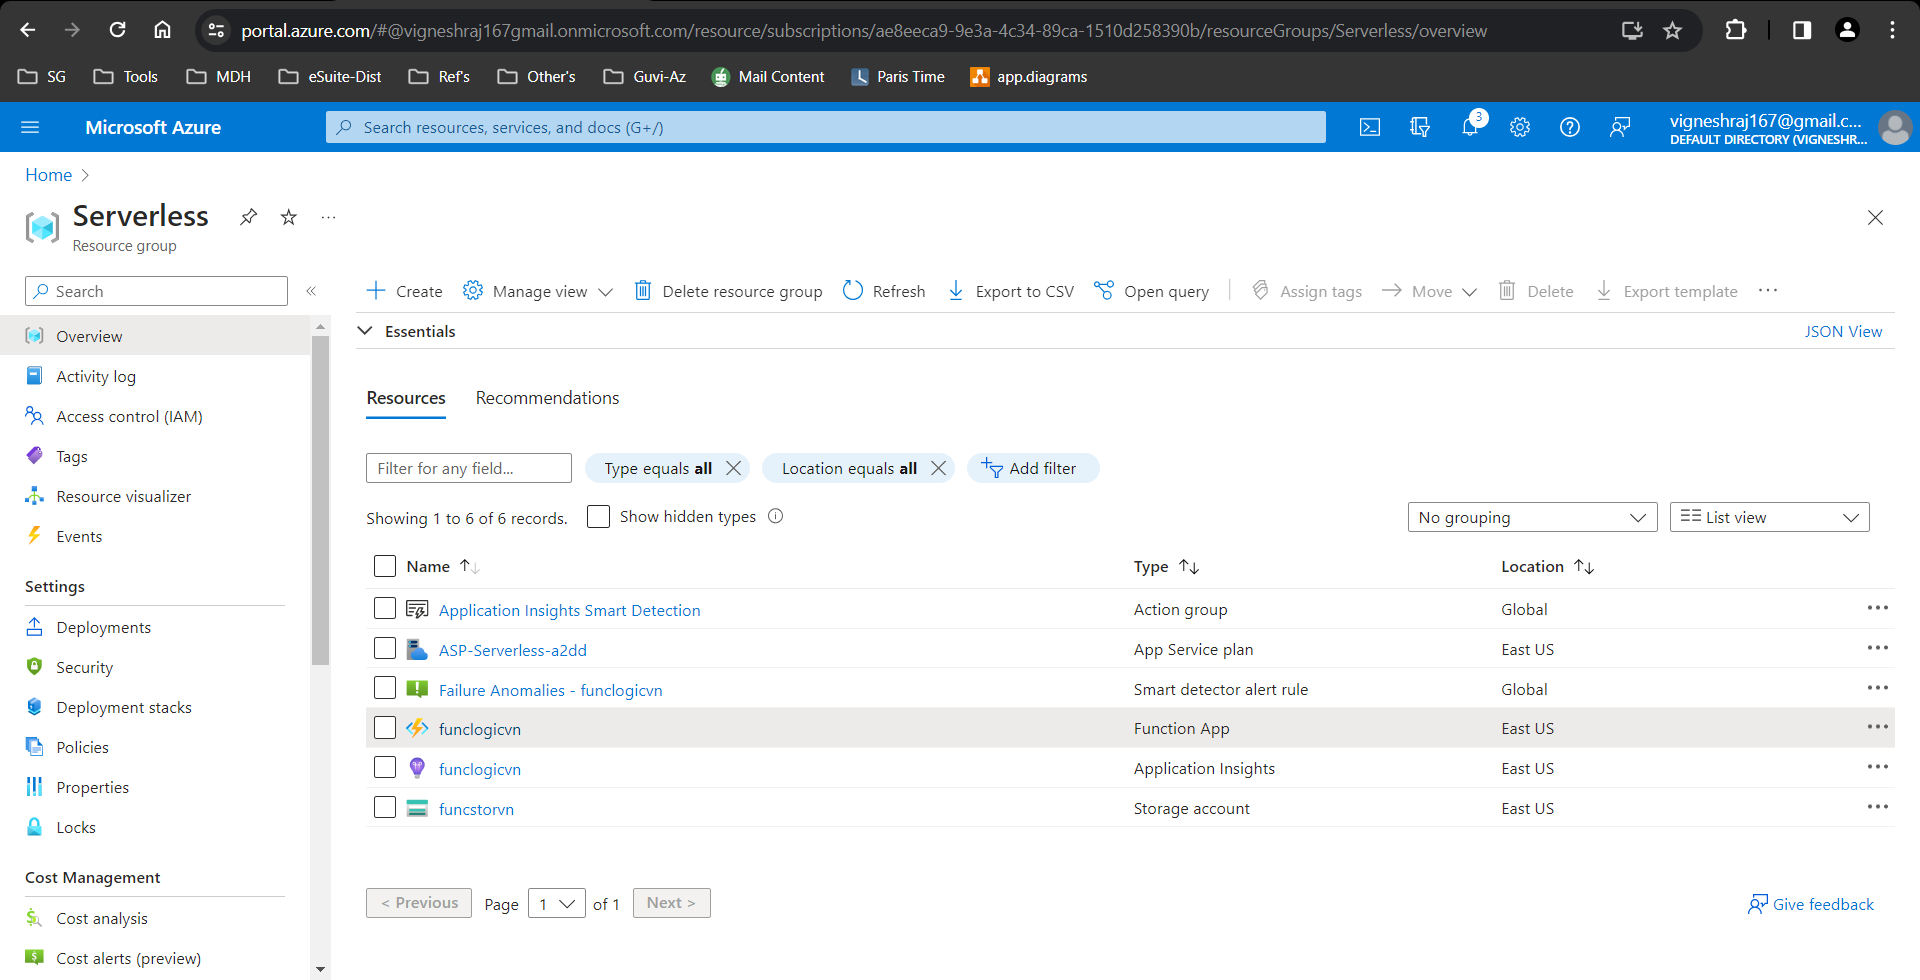 portal.azure.com/#@vigneshraj167gmail.onmicrosoft.com/resource/subscriptions/ae8eeca9-9e3a-4c34-89ca-1510d258390b/resourceGroups/Serverless/overview
SG Tools MDH eSuite-Dist Ref's Other's Guvi-Az Mail Content Paris Time app.diagrams
Microsoft Azure
Search resources, services, and docs (G+/)
3
vigneshraj167@gmail.c...
DEFAULT DIRECTORY (VIGNESHR...
Home >
Serverless
...
Resource group
Search
«
Create Manage view Delete resource group Refresh Export to CSV Open query Assign tags Move Delete Export template ...
Essentials JSON View
Overview
Activity log
Access control (IAM)
Tags
Resource visualizer
Events
Settings
Deployments
Security
Deployment stacks
Policies
Properties
Locks
Cost Management
Cost analysis
Cost alerts (preview)
Resources Recommendations
Filter for any field...
Type equals all
Location equals all
Add filter
Showing 1 to 6 of 6 records.
Show hidden types
No grouping
List view
Name ↑↓ Type ↑↓ Location ↑↓
Application Insights Smart Detection Action group Global ...
ASP-Serverless-a2dd App Service plan East US ...
Failure Anomalies - funclogicvn Smart detector alert rule Global ...
funclogicvn Function App East US ...
funclogicvn Application Insights East US ...
funcstorvn Storage account East US ...
< Previous Page 1 of 1 Next >
Give feedback